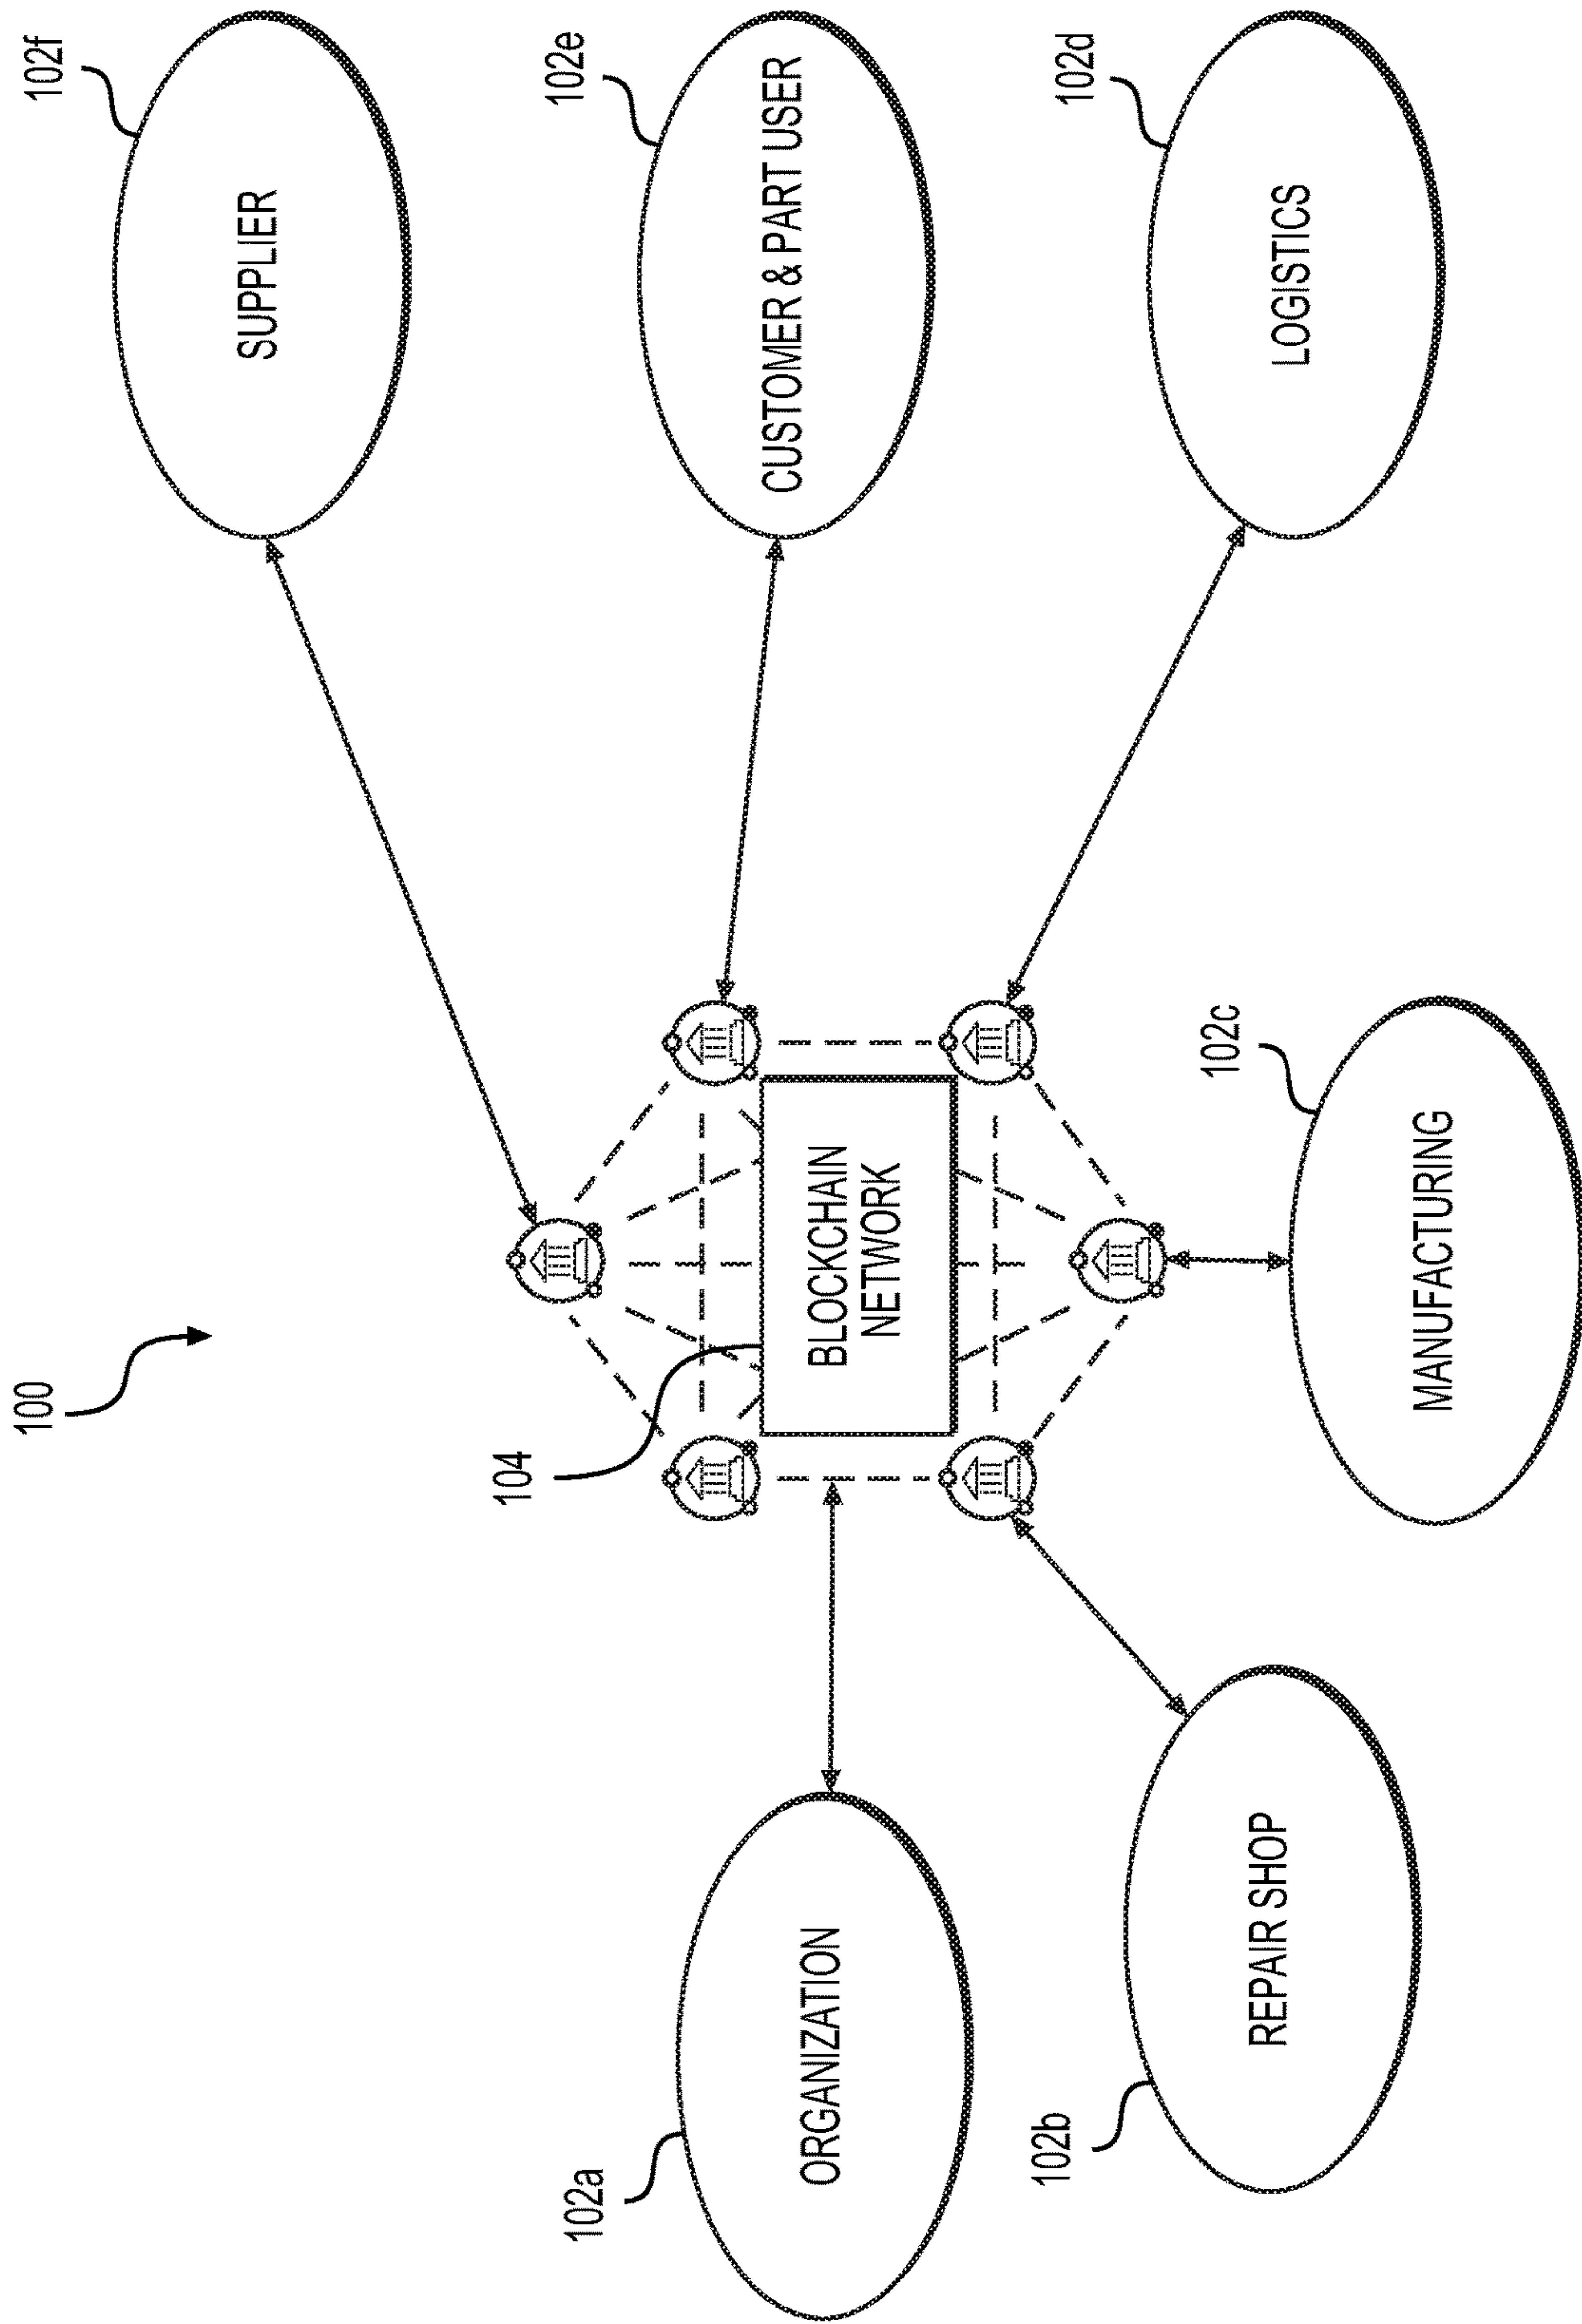 100
102f
SUPPLIER
104
102e
102a
ORGANIZATION
BLOCKCHAIN
NETWORK
CUSTOMER & PART USER
102b
102d
102c
REPAIR SHOP
LOGISTICS
MANUFACTURING